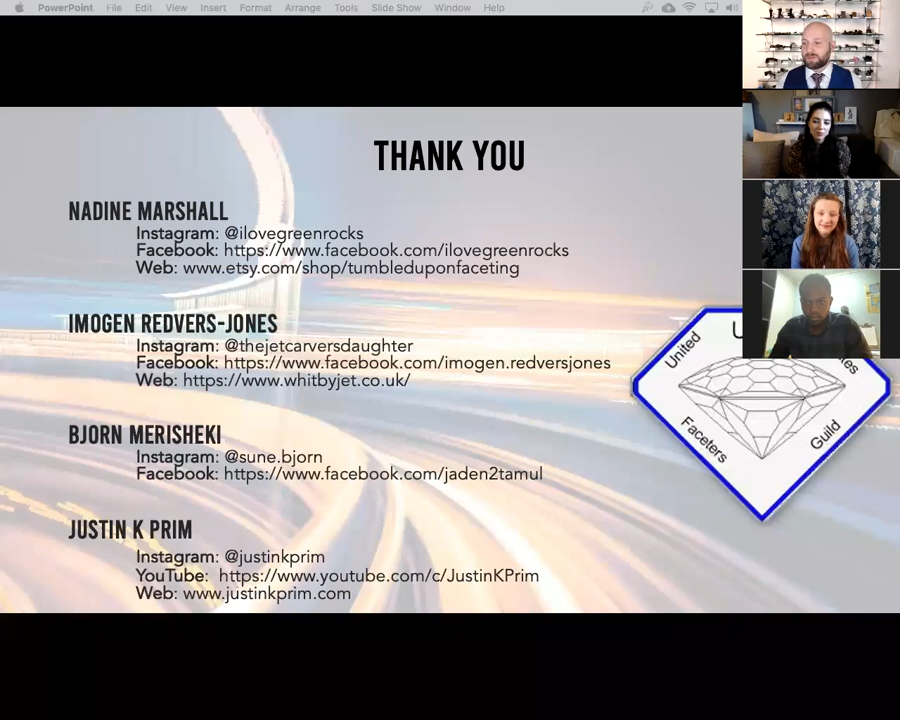 PowerPoint File Edit View Insert Format Arrange Tools Slide Show Window Help
THANK YOU
NADINE MARSHALL
Instagram: @ilovegreenrocks
Facebook: https://www.facebook.com/ilovegreenrocks
Web: www.etsy.com/shop/tumbleduponfaceting
IMOGEN REDVERS-JONES
Instagram: @thejetcarversdaughter
Facebook: https://www.facebook.com/imogen.redversjones
Web: https://www.whitbyjet.co.uk/
BJORN MERISHEKI
Instagram: @sune.bjorn
Facebook: https://www.facebook.com/jaden2tamul
JUSTIN K PRIM
Instagram: @justinkprim
YouTube: https://www.youtube.com/c/JustinKPrim
Web: www.justinkprim.com
United
Faceters
Guild